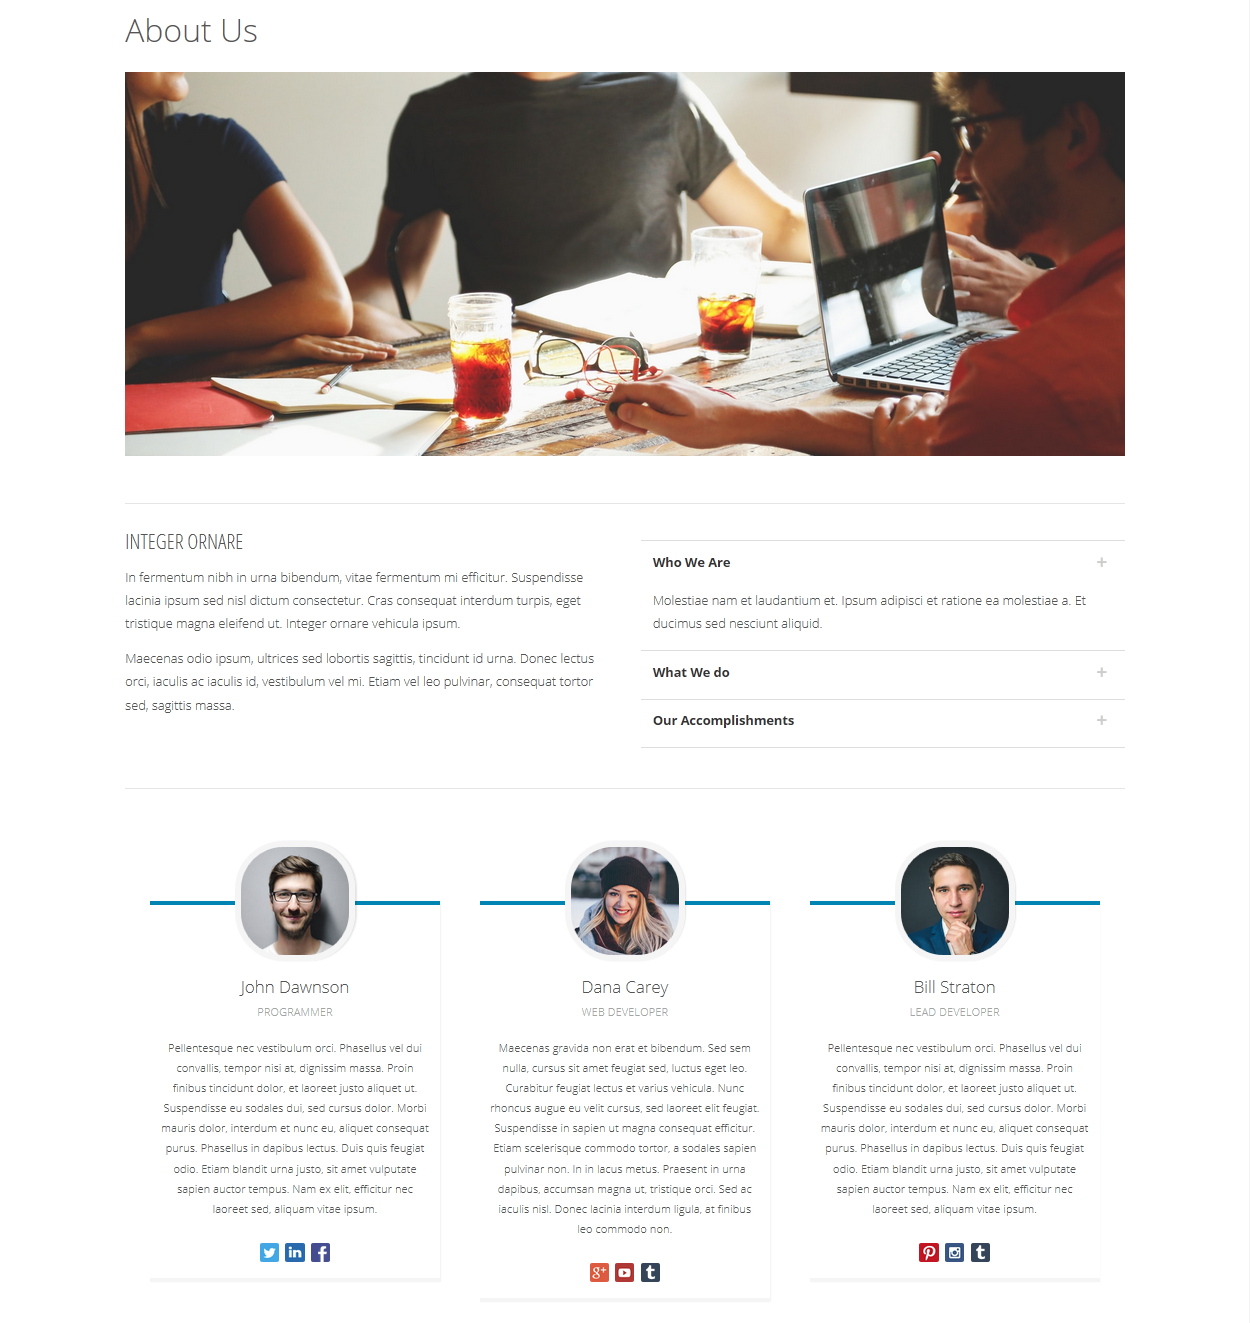 About Us
INTEGER ORNARE
In fermentum nibh in urna bibendum, vitae fermentum mi efficitur. Suspendisse
lacinia ipsum sed nisl dictum consectetur. Cras consequat interdum turpis, eget
tristique magna eleifend ut. Integer ornare vehicula ipsum.
Maecenas odio ipsum, ultrices sed lobortis sagittis, tincidunt id urna. Donec lectus
orci, iaculis ac iaculis id, vestibulum vel mi. Etiam vel leo pulvinar, consequat tortor
sed, sagittis massa.
Who We Are +
Molestiae nam et laudantium et. Ipsum adipisci et ratione ea molestiae a. Et
ducimus sed nesciunt aliquid.
What We do +
Our Accomplishments +
John Dawnson
PROGRAMMER
Pellentesque nec vestibulum orci. Phasellus vel dui
convallis, tempor nisi at, dignissim massa. Proin
finibus tincidunt dolor, et laoreet justo aliquet ut.
Suspendisse eu sodales dui, sed cursus dolor. Morbi
mauris dolor, interdum et nunc eu, aliquet consequat
purus. Phasellus in dapibus lectus. Duis quis feugiat
odio. Etiam blandit urna justo, sit amet vulputate
sapien auctor tempus. Nam ex elit, efficitur nec
laoreet sed, aliquam vitae ipsum.
Dana Carey
WEB DEVELOPER
Maecenas gravida non erat et bibendum. Sed sem
nulla, cursus sit amet feugiat sed, luctus eget leo.
Curabitur feugiat lectus et varius vehicula. Nunc
rhoncus augue eu velit cursus, sed laoreet elit feugiat.
Suspendisse in sapien ut magna consequat efficitur.
Etiam scelerisque commodo tortor, a sodales sapien
pulvinar non. In in lacus metus. Praesent in urna
dapibus, accumsan magna ut, tristique orci. Sed ac
iaculis nisl. Donec lacinia interdum ligula, at finibus
leo commodo non.
Bill Straton
LEAD DEVELOPER
Pellentesque nec vestibulum orci. Phasellus vel dui
convallis, tempor nisi at, dignissim massa. Proin
finibus tincidunt dolor, et laoreet justo aliquet ut.
Suspendisse eu sodales dui, sed cursus dolor. Morbi
mauris dolor, interdum et nunc eu, aliquet consequat
purus. Phasellus in dapibus lectus. Duis quis feugiat
odio. Etiam blandit urna justo, sit amet vulputate
sapien auctor tempus. Nam ex elit, efficitur nec
laoreet sed, aliquam vitae ipsum.